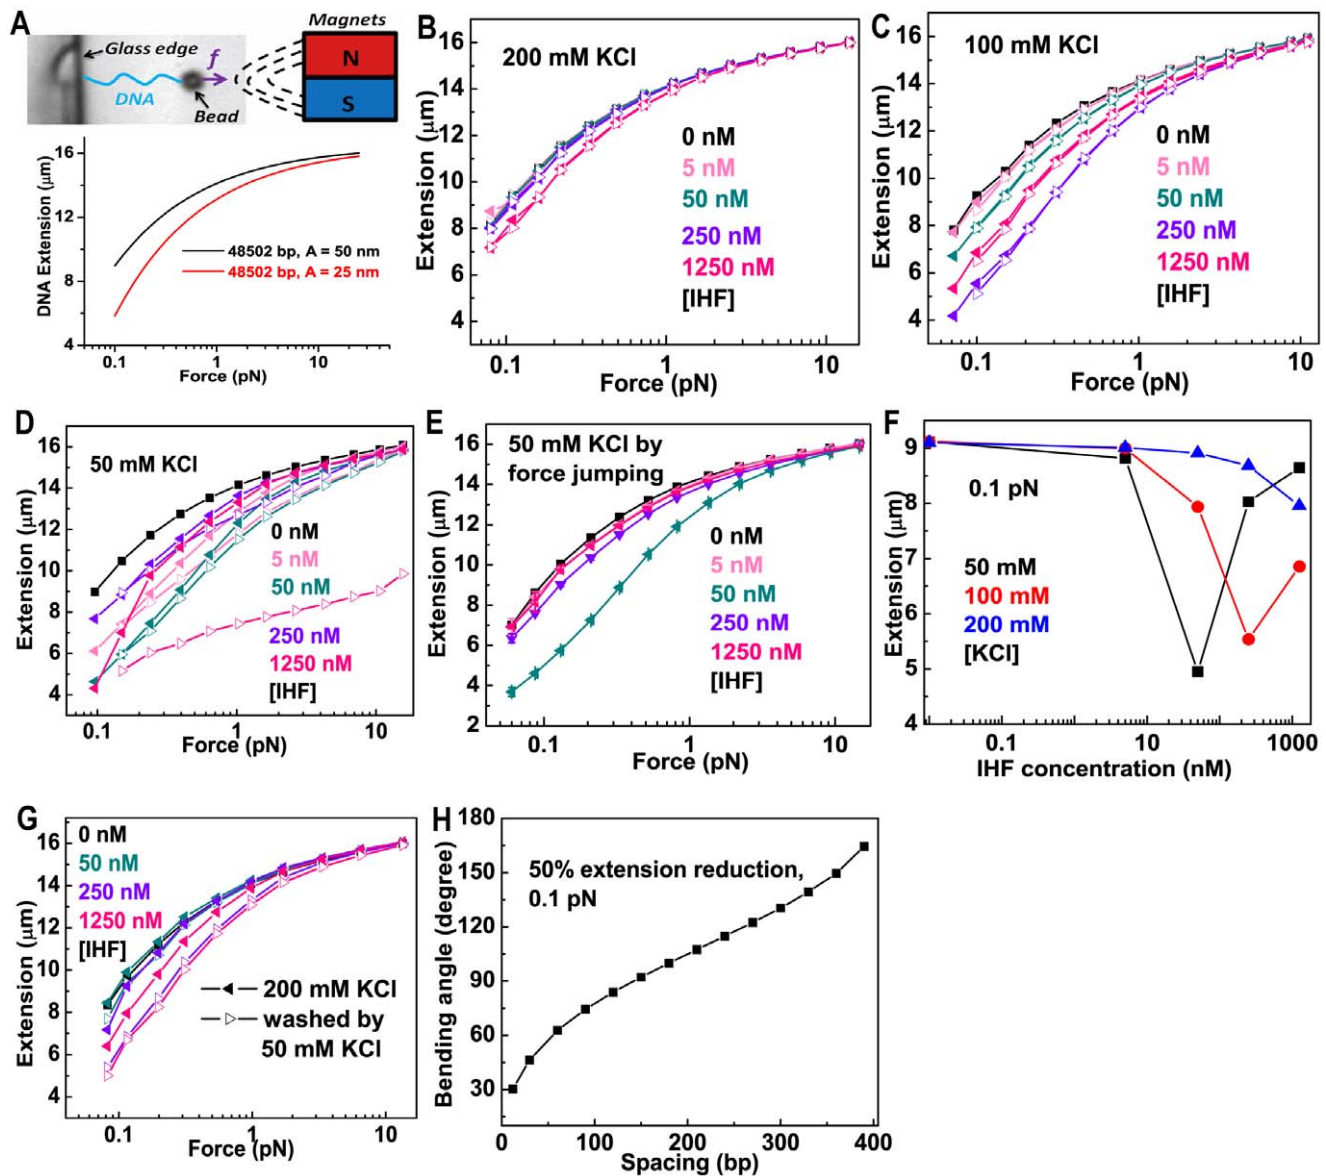 A
Magnets
Glass edge
f
DNA
Bead
N
S
DNA Extension (μm)
16
12
8
4
48502 bp, A = 50 nm
48502 bp, A = 25 nm
0.1
1
10
Force (pN)
B
200 mM KCl
Extension (μm)
16
14
12
10
8
6
4
0 nM
5 nM
50 nM
250 nM
1250 nM
[IHF]
0.1
1
10
Force (pN)
C
100 mM KCl
Extension (μm)
16
14
12
10
8
6
4
0 nM
5 nM
50 nM
250 nM
1250 nM
[IHF]
0.1
1
10
Force (pN)
D
50 mM KCl
Extension (μm)
16
14
12
10
8
6
4
0 nM
5 nM
50 nM
250 nM
1250 nM
[IHF]
0.1
1
10
Force (pN)
E
50 mM KCl by
force jumping
Extension (μm)
16
14
12
10
8
6
4
2
0 nM
5 nM
50 nM
250 nM
1250 nM
[IHF]
0.1
1
10
Force (pN)
F
0.1 pN
Extension (μm)
9
8
7
6
5
4
50 mM
100 mM
200 mM
[KCl]
0.1
10
1000
IHF concentration (nM)
G
0 nM
50 nM
250 nM
1250 nM
[IHF]
Extension (μm)
16
14
12
10
8
6
4
200 mM KCl
washed by
50 mM KCl
0.1
1
10
Force (pN)
H
50% extension reduction,
0.1 pN
Bending angle (degree)
180
150
120
90
60
30
0
100
200
300
400
Spacing (bp)